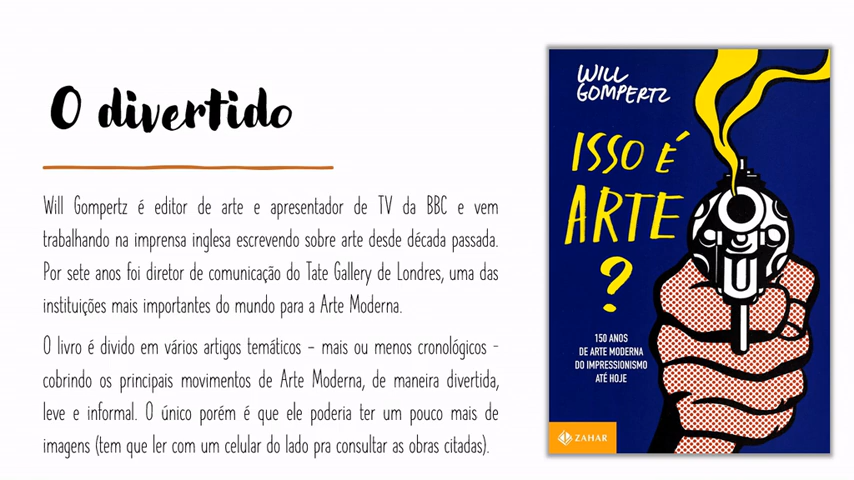 O divertido
Will Gompertz é editor de arte e apresentador de TV da BBC e vem
trabalhando na imprensa inglesa escrevendo sobre arte desde década passada.
Por sete anos foi diretor de comunicação do Tate Gallery de Londres, uma das
instituições mais importantes do mundo para a Arte Moderna.
O livro é divido em vários artigos temáticos – mais ou menos cronológicos -
cobrindo os principais movimentos de Arte Moderna, de maneira divertida,
leve e informal. O único porém é que ele poderia ter um pouco mais de
imagens (tem que ler com um celular do lado pra consultar as obras citadas).
WILL
GOMPERTZ
ISSO É
ARTE
?
150 ANOS
DE ARTE MODERNA
DO IMPRESSIONISMO
ATÉ HOJE
ZAHAR